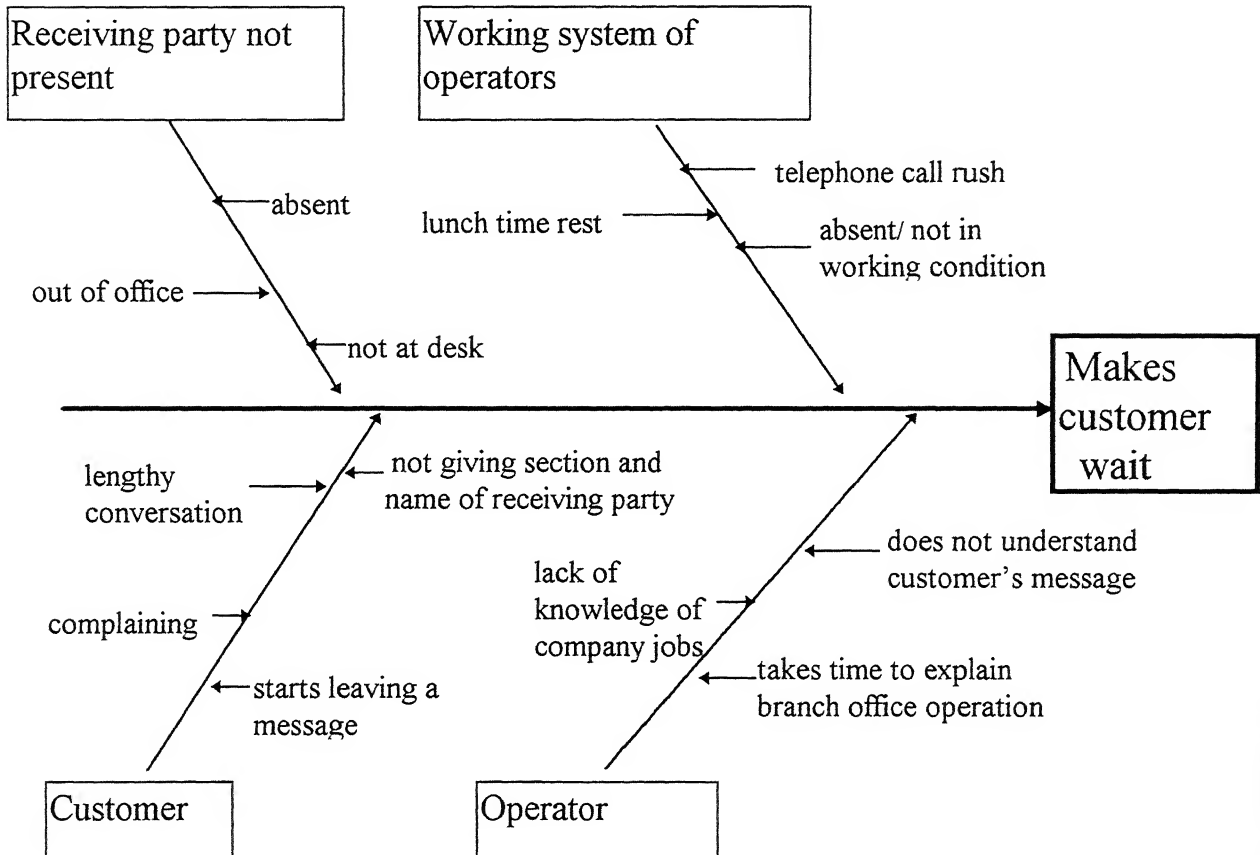 Receiving party not
present
Working system of
operators
absent
out of office
not at desk
telephone call rush
lunch time rest
absent/ not in
working condition
Makes
customer
wait
lengthy
conversation
not giving section and
name of receiving party
complaining
starts leaving a
message
does not understand
customer's message
lack of
knowledge of
company jobs
takes time to explain
branch office operation
Customer
Operator